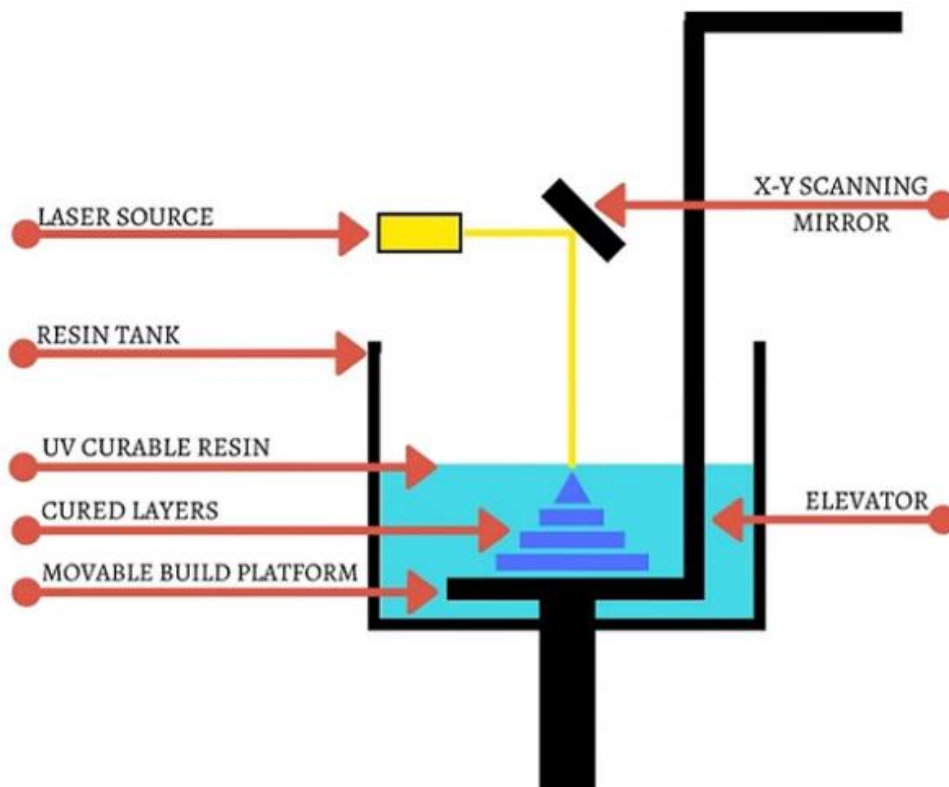 X-Y SCANNING
MIRROR
LASER SOURCE
RESIN TANK
UV CURABLE RESIN
CURED LAYERS
ELEVATOR
MOVABLE BUILD PLATFORM